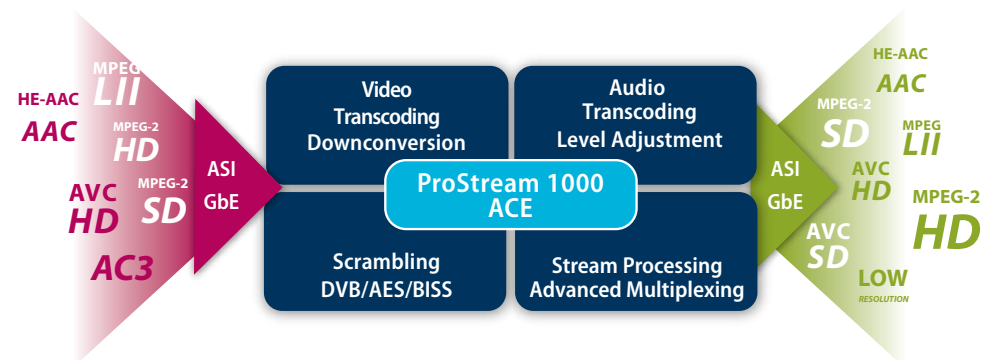 HE-AAC
AAC
MPEG
LII
MPEG-2
HD
AVC
HD
MPEG-2
SD
AC3
ASI
GbE
Video
Transcoding
Downconversion
Audio
Transcoding
Level Adjustment
ProStream 1000
ACE
Scrambling
DVB/AES/BISS
Stream Processing
Advanced Multiplexing
ASI
GbE
HE-AAC
AAC
MPEG-2
SD
MPEG
LII
AVC
HD
MPEG-2
HD
AVC
SD
LOW
RESOLUTION